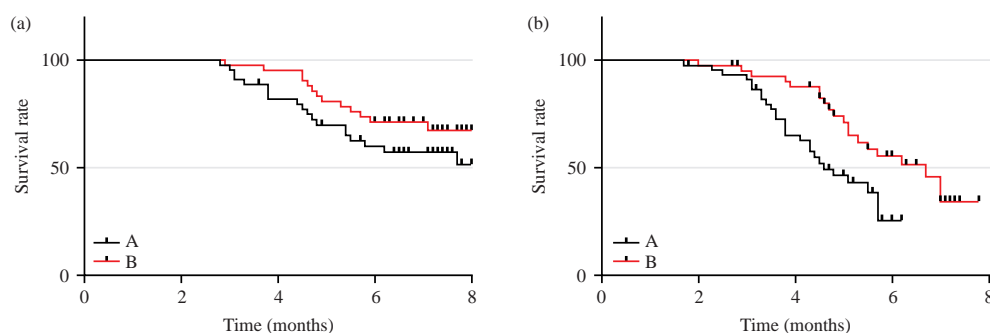 (a)
100
50
0
Survival rate
A
B
0 2 4 6 8
Time (months)
(b)
100
50
0
Survival rate
A
B
0 2 4 6 8
Time (months)